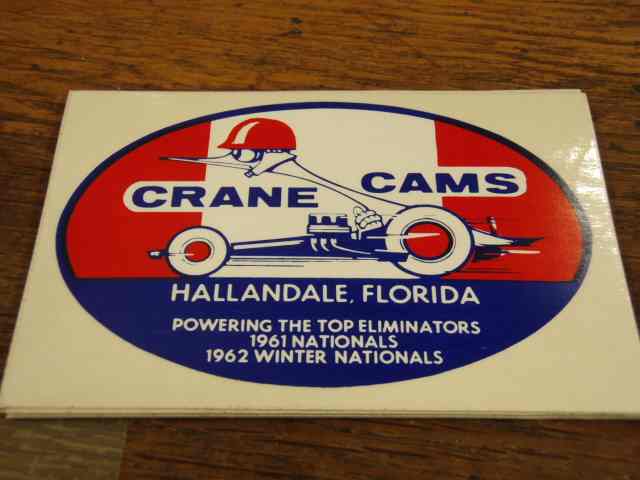 CRANE CAMS
HALLANDALE, FLORIDA
POWERING THE TOP ELIMINATORS
1961 NATIONALS
1962 WINTER NATIONALS